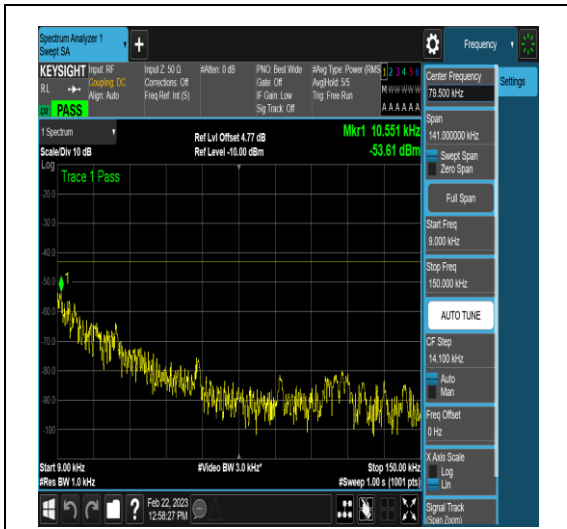 Spectrum Analyzer 1
Swept SA
Frequency
KEYSIGHT
RL
PASS
Input: RF
Coupling: DC
Align: Auto
Input Z: 50 Ω
Corrections: Off
Freq Ref: Int (S)
#Atten: 0 dB
PNO: Best Wide
Gate: Off
IF Gain: Low
Sig Track: Off
#Avg Type: Power (RMS
Avg|Hold: 5/5
Trig: Free Run
1 2 3 4 5 6
M W W W W W
A A A A A A
1 Spectrum
Scale/Div 10 dB
Ref Lvl Offset 4.77 dB
Ref Level -10.00 dBm
Mkr1 10.551 kHz
-53.61 dBm
Log
Trace 1 Pass
1
-20.0
-30.0
-40.0
-50.0
-60.0
-70.0
-80.0
-90.0
-100
Start 9.00 kHz
#Res BW 1.0 kHz
#Video BW 3.0 kHz*
Stop 150.00 kHz
#Sweep 1.00 s (1001 pts)
Feb 22, 2023
12:58:27 PM
Center Frequency
79.500 kHz
Settings
Span
141.000000 kHz
Swept Span
Zero Span
Full Span
Start Freq
9.000 kHz
Stop Freq
150.000 kHz
AUTO TUNE
CF Step
14.100 kHz
Auto
Man
Freq Offset
0 Hz
X Axis Scale
Log
Lin
Signal Track
(Span Zoom)